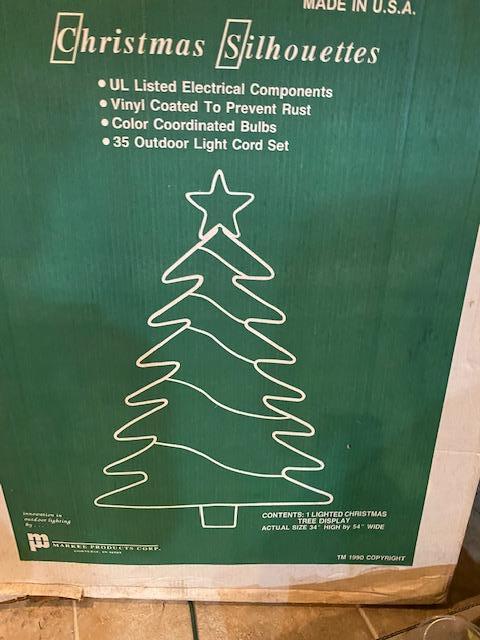 MADE IN U.S.A.
Christmas Silhouettes
• UL Listed Electrical Components
• Vinyl Coated To Prevent Rust
• Color Coordinated Bulbs
• 35 Outdoor Light Cord Set
CONTENTS: 1 LIGHTED CHRISTMAS
TREE DISPLAY
ACTUAL SIZE 34" HIGH by 54" WIDE
innovation in
outdoor lighting
by
MARKEE PRODUCTS CORP.
TM 1990 COPYRIGHT